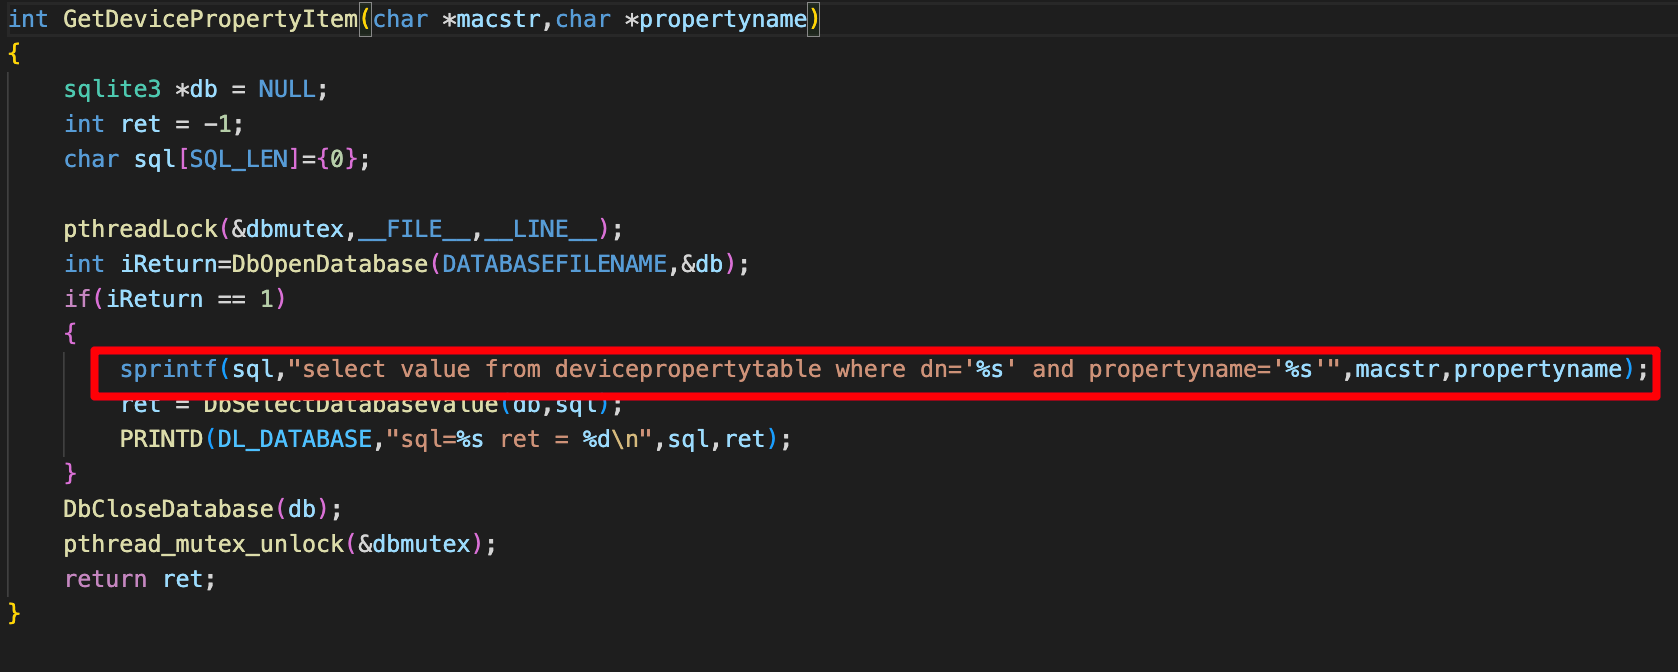 int GetDevicePropertyItem(char *macstr,char *propertyname)
{
sqlite3 *db = NULL;
int ret = -1;
char sql[SQL_LEN]={0};
pthreadLock(&dbmutex,__FILE__,__LINE__);
int iReturn=DbOpenDatabase(DATABASEFILENAME,&db);
if(iReturn == 1)
{
sprintf(sql,"select value from devicepropertytable where dn='%s' and propertyname='%s'",macstr,propertyname);
ret = DbSelectDatabaseValue(db,sql);
PRINTD(DL_DATABASE,"sql=%s ret = %d\n",sql,ret);
}
DbCloseDatabase(db);
pthread_mutex_unlock(&dbmutex);
return ret;
}